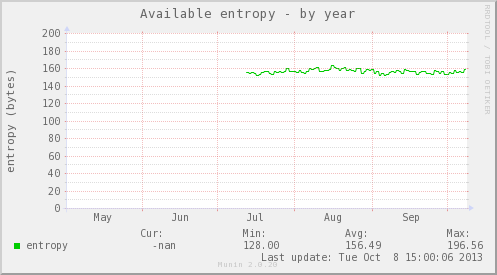 Available entropy - by year
RRDTOOL / TOBI OETIKER
entropy (bytes)
200
180
160
140
120
100
80
60
40
20
0
May Jun Jul Aug Sep
Cur: Min: Avg: Max:
entropy -nan 128.00 156.49 196.56
Last update: Tue Oct 8 15:00:06 2013
Munin 2.0.20